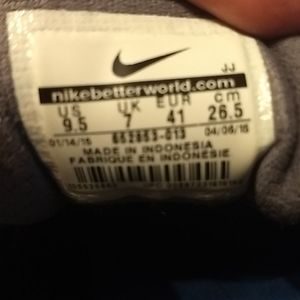 JJ
nikebetterworld.com
US UK EUR cm
9.5 7 41 26.5
01/14/15 652853-013 04/06/15
MADE IN INDONESIA
FABRIQUE EN INDONÉSIE